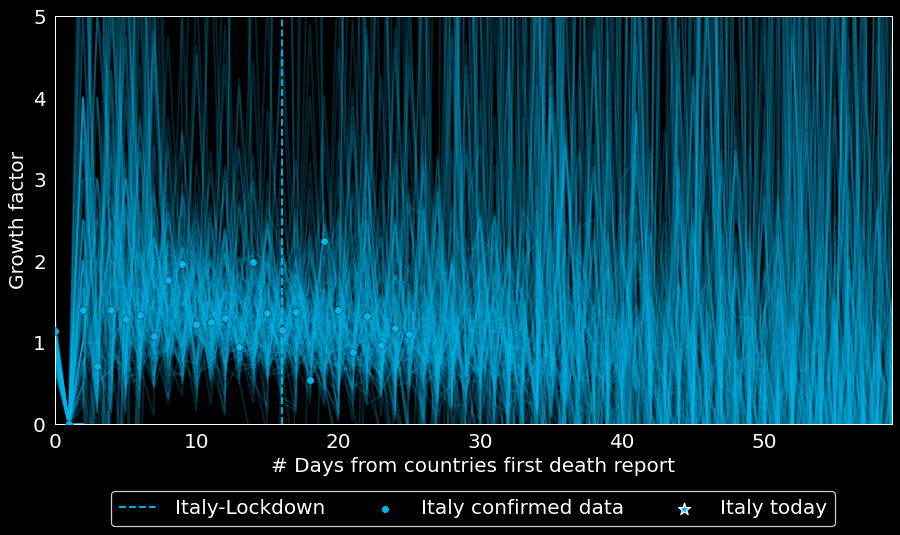 5
4
3
2
1
0
Growth factor
0 10 20 30 40 50
# Days from countries first death report
Italy-Lockdown Italy confirmed data Italy today